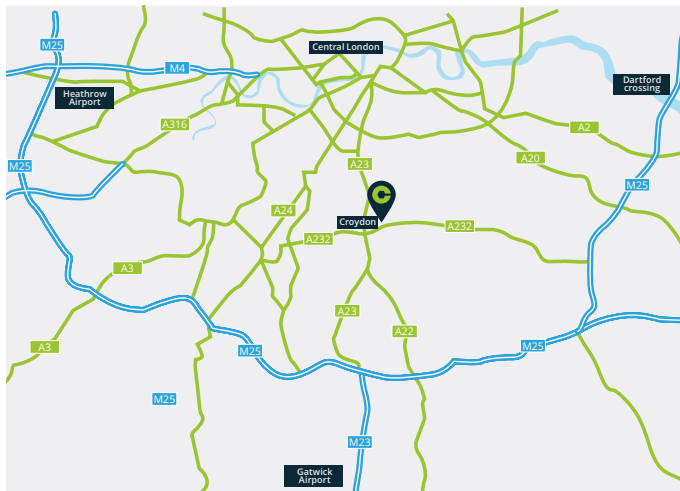 M25
Central London
M4
Heathrow
Airport
Dartford
crossing
A316
A2
A20
M25
A23
M25
A24
Croydon
A232
A232
A3
A23
A22
A3
M25
M25
M25
M23
Gatwick
Airport